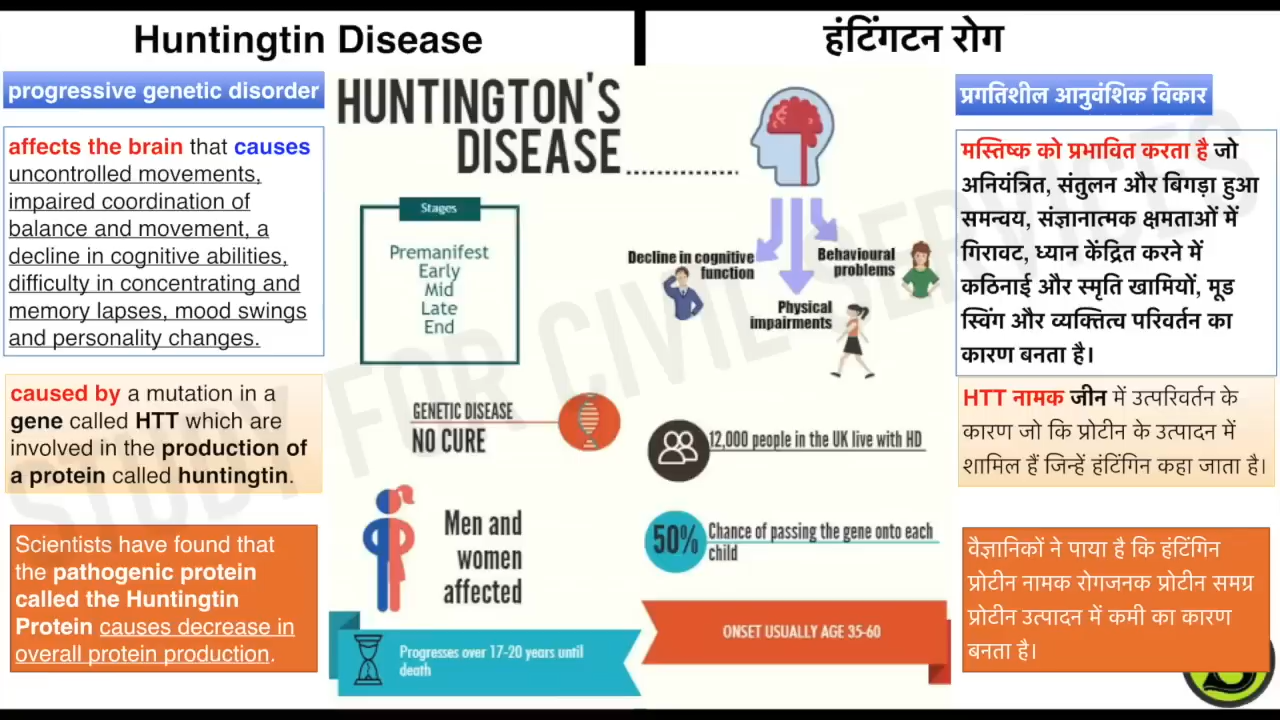 Huntingtin Disease
हंटिंगटन रोग
progressive genetic disorder
affects the brain that causes
uncontrolled movements,
impaired coordination of
balance and movement, a
decline in cognitive abilities,
difficulty in concentrating and
memory lapses, mood swings
and personality changes.
caused by a mutation in a
gene called HTT which are
involved in the production of
a protein called huntingtin.
Scientists have found that
the pathogenic protein
called the Huntingtin
Protein causes decrease in
overall protein production.
HUNTINGTON'S
DISEASE
Stages
Premanifest
Early
Mid
Late
End
Decline in cognitive
function
Behavioural
problems
Physical
impairments
GENETIC DISEASE
NO CURE
12,000 people in the UK live with HD
Men and
women
affected
50%
Chance of passing the gene onto each
child
Progresses over 17-20 years until
death
ONSET USUALLY AGE 35-60
प्रगतिशील आनुवंशिक विकार
मस्तिष्क को प्रभावित करता है जो
अनियंत्रित, संतुलन और बिगड़ा हुआ
समन्वय, संज्ञानात्मक क्षमताओं में
गिरावट, ध्यान केंद्रित करने में
कठिनाई और स्मृति खामियों, मूड
स्विंग और व्यक्तित्व परिवर्तन का
कारण बनता है।
HTT नामक जीन में उत्परिवर्तन के
कारण जो कि प्रोटीन के उत्पादन में
शामिल हैं जिन्हें हंटिंगिन कहा जाता है।
वैज्ञानिकों ने पाया है कि हंटिंगिन
प्रोटीन नामक रोगजनक प्रोटीन समग्र
प्रोटीन उत्पादन में कमी का कारण
बनता है।
STUDY FOR CIVIL SERVICES